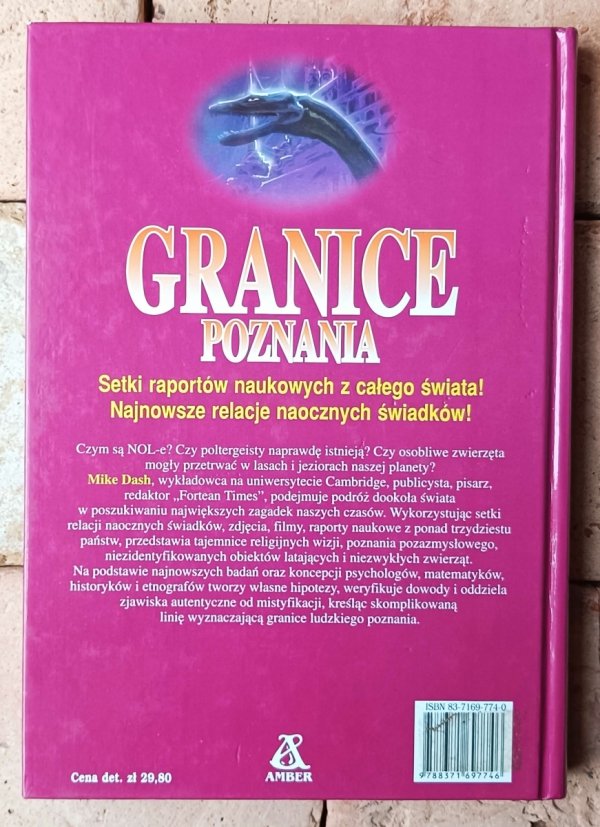 GRANICE
POZNANIA
Setki raportów naukowych z całego świata!
Najnowsze relacje naocznych świadków!
Czym są NOL-e? Czy poltergeisty naprawdę istnieją? Czy osobliwe zwierzęta
mogły przetrwać w lasach i jeziorach naszej planety?
Mike Dash, wykładowca na uniwersytecie Cambridge, publicysta, pisarz,
redaktor „Fortean Times”, podejmuje podróż dookoła świata
w poszukiwaniu największych zagadek naszych czasów. Wykorzystując setki
relacji naocznych świadków, zdjęcia, filmy, raporty naukowe z ponad trzydziestu
państw, przedstawia tajemnice religijnych wizji, poznania pozazmysłowego,
niezidentyfikowanych obiektów latających i niezwykłych zwierząt.
Na podstawie najnowszych badań oraz koncepcji psychologów, matematyków,
historyków i etnografów tworzy własne hipotezy, weryfikuje dowody i oddziela
zjawiska autentyczne od mistyfikacji, kreśląc skomplikowaną
linię wyznaczającą granice ludzkiego poznania.
ISBN 83-7169-774-0
9 788371 697746
AMBER
Cena det. zł 29,80